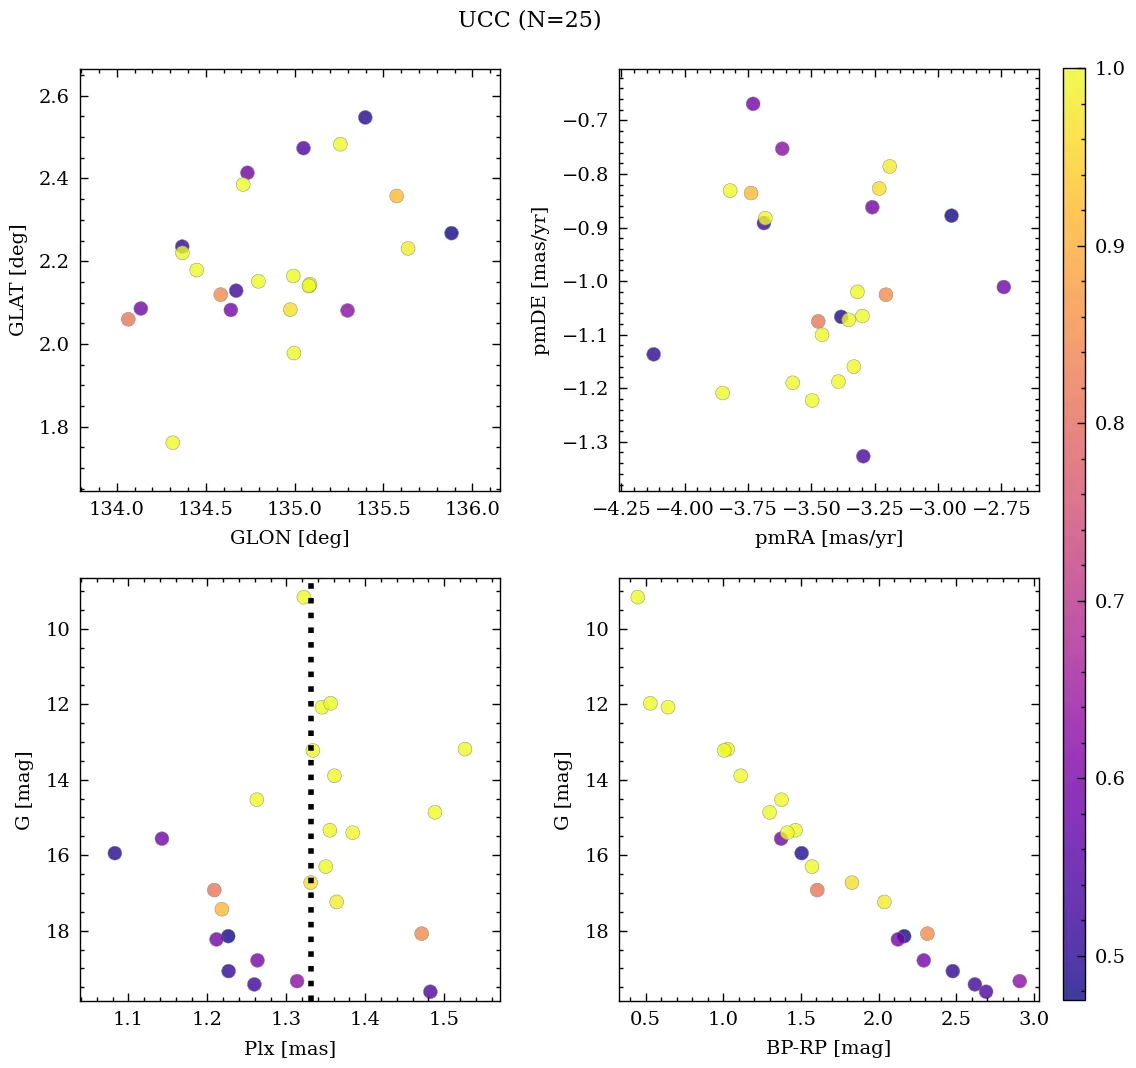 UCC (N=25)
2.6
2.4
2.2
2.0
1.8
GLAT [deg]
134.0 134.5 135.0 135.5 136.0
GLON [deg]
−0.7
−0.8
−0.9
−1.0
−1.1
−1.2
−1.3
pmDE [mas/yr]
−4.25 −4.00 −3.75 −3.50 −3.25 −3.00 −2.75
pmRA [mas/yr]
10
12
14
16
18
G [mag]
1.1 1.2 1.3 1.4 1.5
Plx [mas]
10
12
14
16
18
G [mag]
0.5 1.0 1.5 2.0 2.5 3.0
BP-RP [mag]
1.0
0.9
0.8
0.7
0.6
0.5